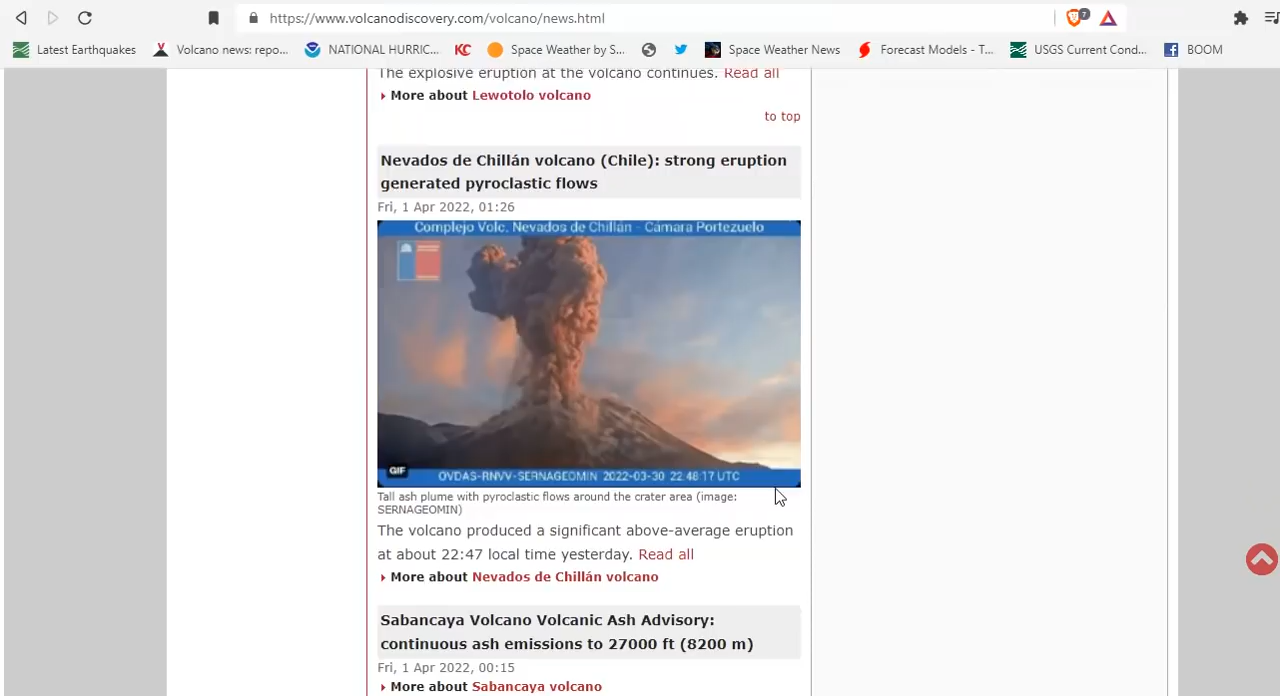 https://www.volcanodiscovery.com/volcano/news.html
7
Latest Earthquakes
Volcano news: repo...
NATIONAL HURRIC...
KC
Space Weather by S...
Space Weather News
Forecast Models - T...
USGS Current Cond...
BOOM
The explosive eruption at the volcano continues. Read all
More about Lewotolo volcano
to top
Nevados de Chillán volcano (Chile): strong eruption
generated pyroclastic flows
Fri, 1 Apr 2022, 01:26
Complejo Volc. Nevados de Chillán - Cámara Portezuelo
GIF
OVDAS-RNVV-SERNAGEOMIN 2022-03-30 22:48:17 UTC
Tall ash plume with pyroclastic flows around the crater area (image:
SERNAGEOMIN)
The volcano produced a significant above-average eruption
at about 22:47 local time yesterday. Read all
More about Nevados de Chillán volcano
Sabancaya Volcano Volcanic Ash Advisory:
continuous ash emissions to 27000 ft (8200 m)
Fri, 1 Apr 2022, 00:15
More about Sabancaya volcano